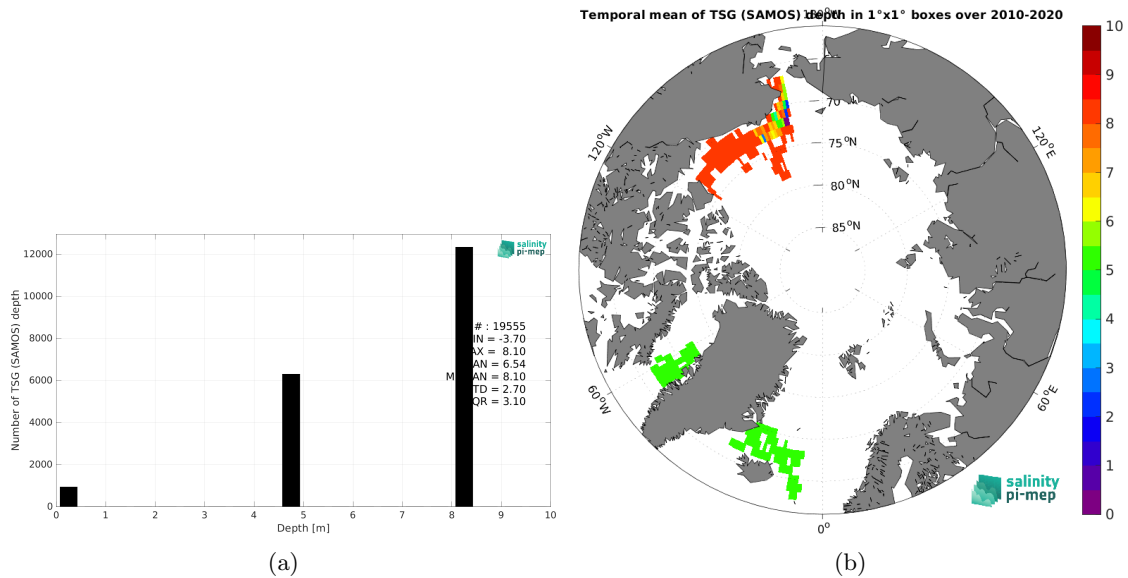 Temporal mean of TSG (SAMOS) depth in 1°x1° boxes over 2010-2020
180°W
120°W
120°E
60°W
60°E
0°
70
75°N
80°N
85°N
10
9
8
7
6
5
4
3
2
1
0
salinity
pi-mep
Number of TSG (SAMOS) depth
12000
10000
8000
6000
4000
2000
0
salinity
pi-mep
# : 19555
IN = -3.70
AX = 8.10
AN = 6.54
M AN = 8.10
TD = 2.70
QR = 3.10
0 1 2 3 4 5 6 7 8 9 10
Depth [m]
(a)
(b)